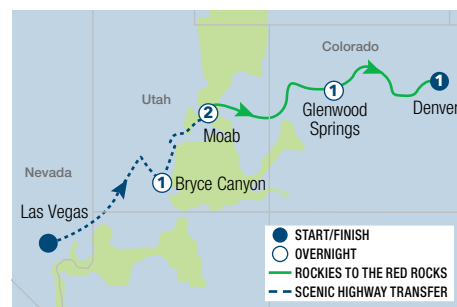 Colorado
1
Denver
1
Glenwood
Springs
Utah
2
Moab
1
Bryce Canyon
Nevada
Las Vegas
START/FINISH
OVERNIGHT
ROCKIES TO THE RED ROCKS
SCENIC HIGHWAY TRANSFER